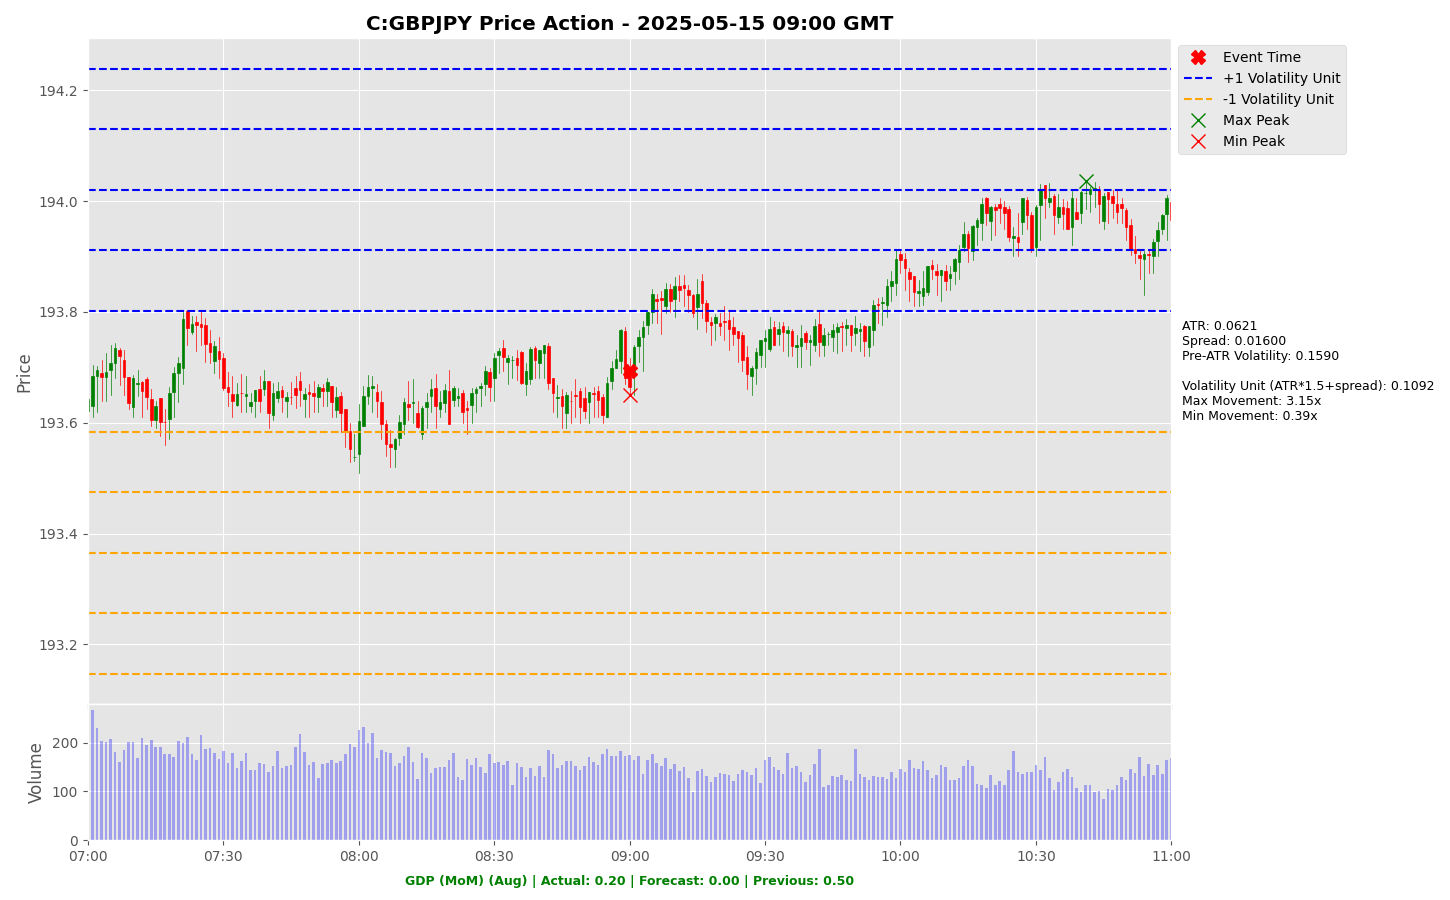 C:GBPJPY Price Action - 2025-05-15 09:00 GMT
Event Time
+1 Volatility Unit
-1 Volatility Unit
Max Peak
Min Peak
194.2
194.0
193.8
193.6
193.4
193.2
Price
ATR: 0.0621
Spread: 0.01600
Pre-ATR Volatility: 0.1590
Volatility Unit (ATR*1.5+spread): 0.1092
Max Movement: 3.15x
Min Movement: 0.39x
200
100
0
Volume
07:00 07:30 08:00 08:30 09:00 09:30 10:00 10:30 11:00
GDP (MoM) (Aug) | Actual: 0.20 | Forecast: 0.00 | Previous: 0.50